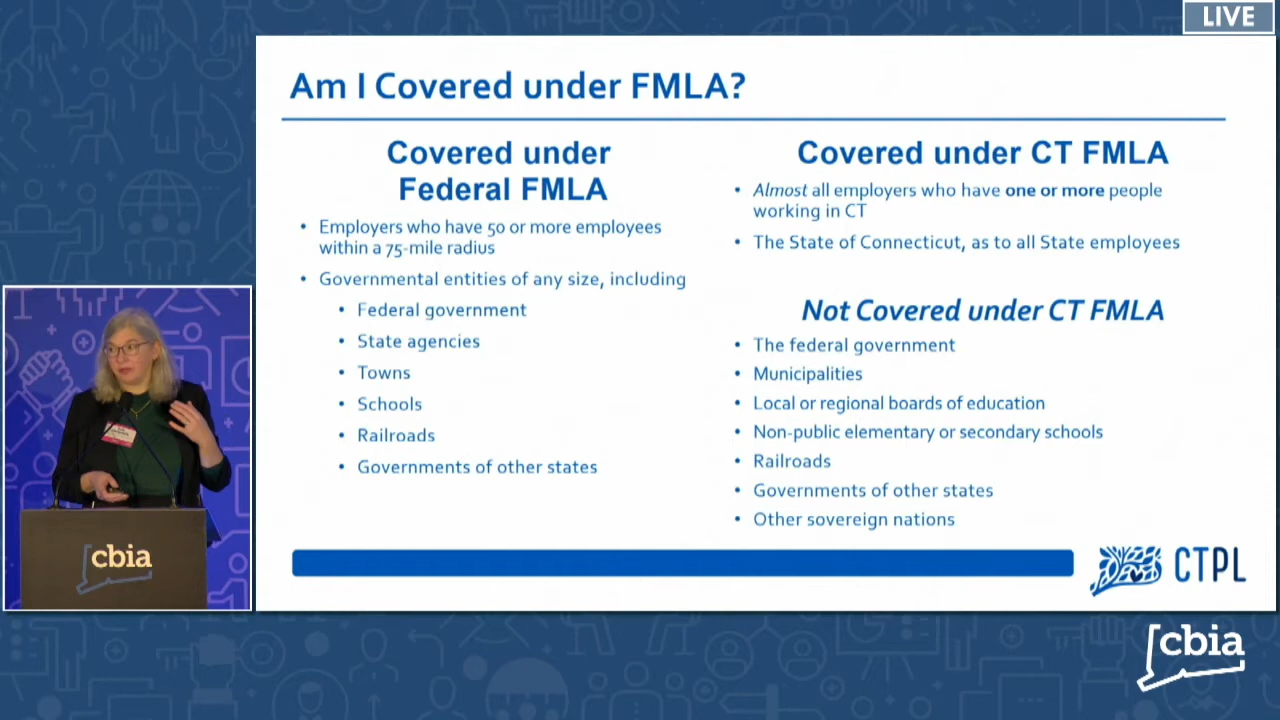 LIVE
Am I Covered under FMLA?
Covered under
Federal FMLA
• Employers who have 50 or more employees
within a 75-mile radius
• Governmental entities of any size, including
• Federal government
• State agencies
• Towns
• Schools
• Railroads
• Governments of other states
Covered under CT FMLA
• Almost all employers who have one or more people
working in CT
• The State of Connecticut, as to all State employees
Not Covered under CT FMLA
• The federal government
• Municipalities
• Local or regional boards of education
• Non-public elementary or secondary schools
• Railroads
• Governments of other states
• Other sovereign nations
CTPL
cbia
cbia